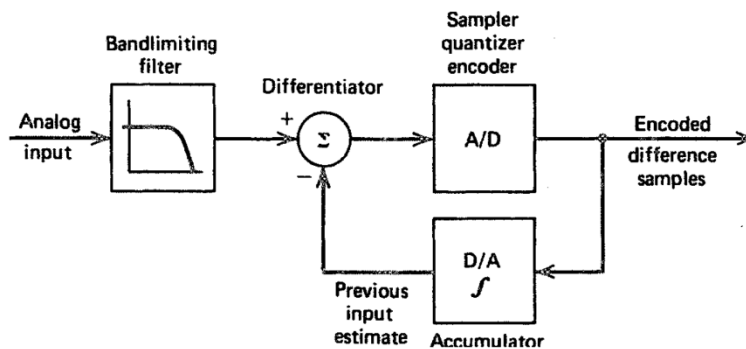 Bandlimiting
filter
Sampler
quantizer
encoder
Differentiator
Analog
input
+
Σ
−
A/D
Encoded
difference
samples
D/A
∫
Previous
input
estimate
Accumulator